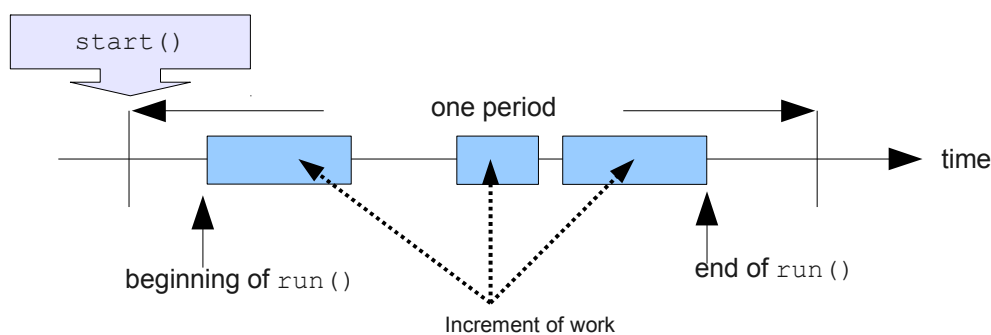 start()
one period
time
beginning of run()
end of run()
Increment of work